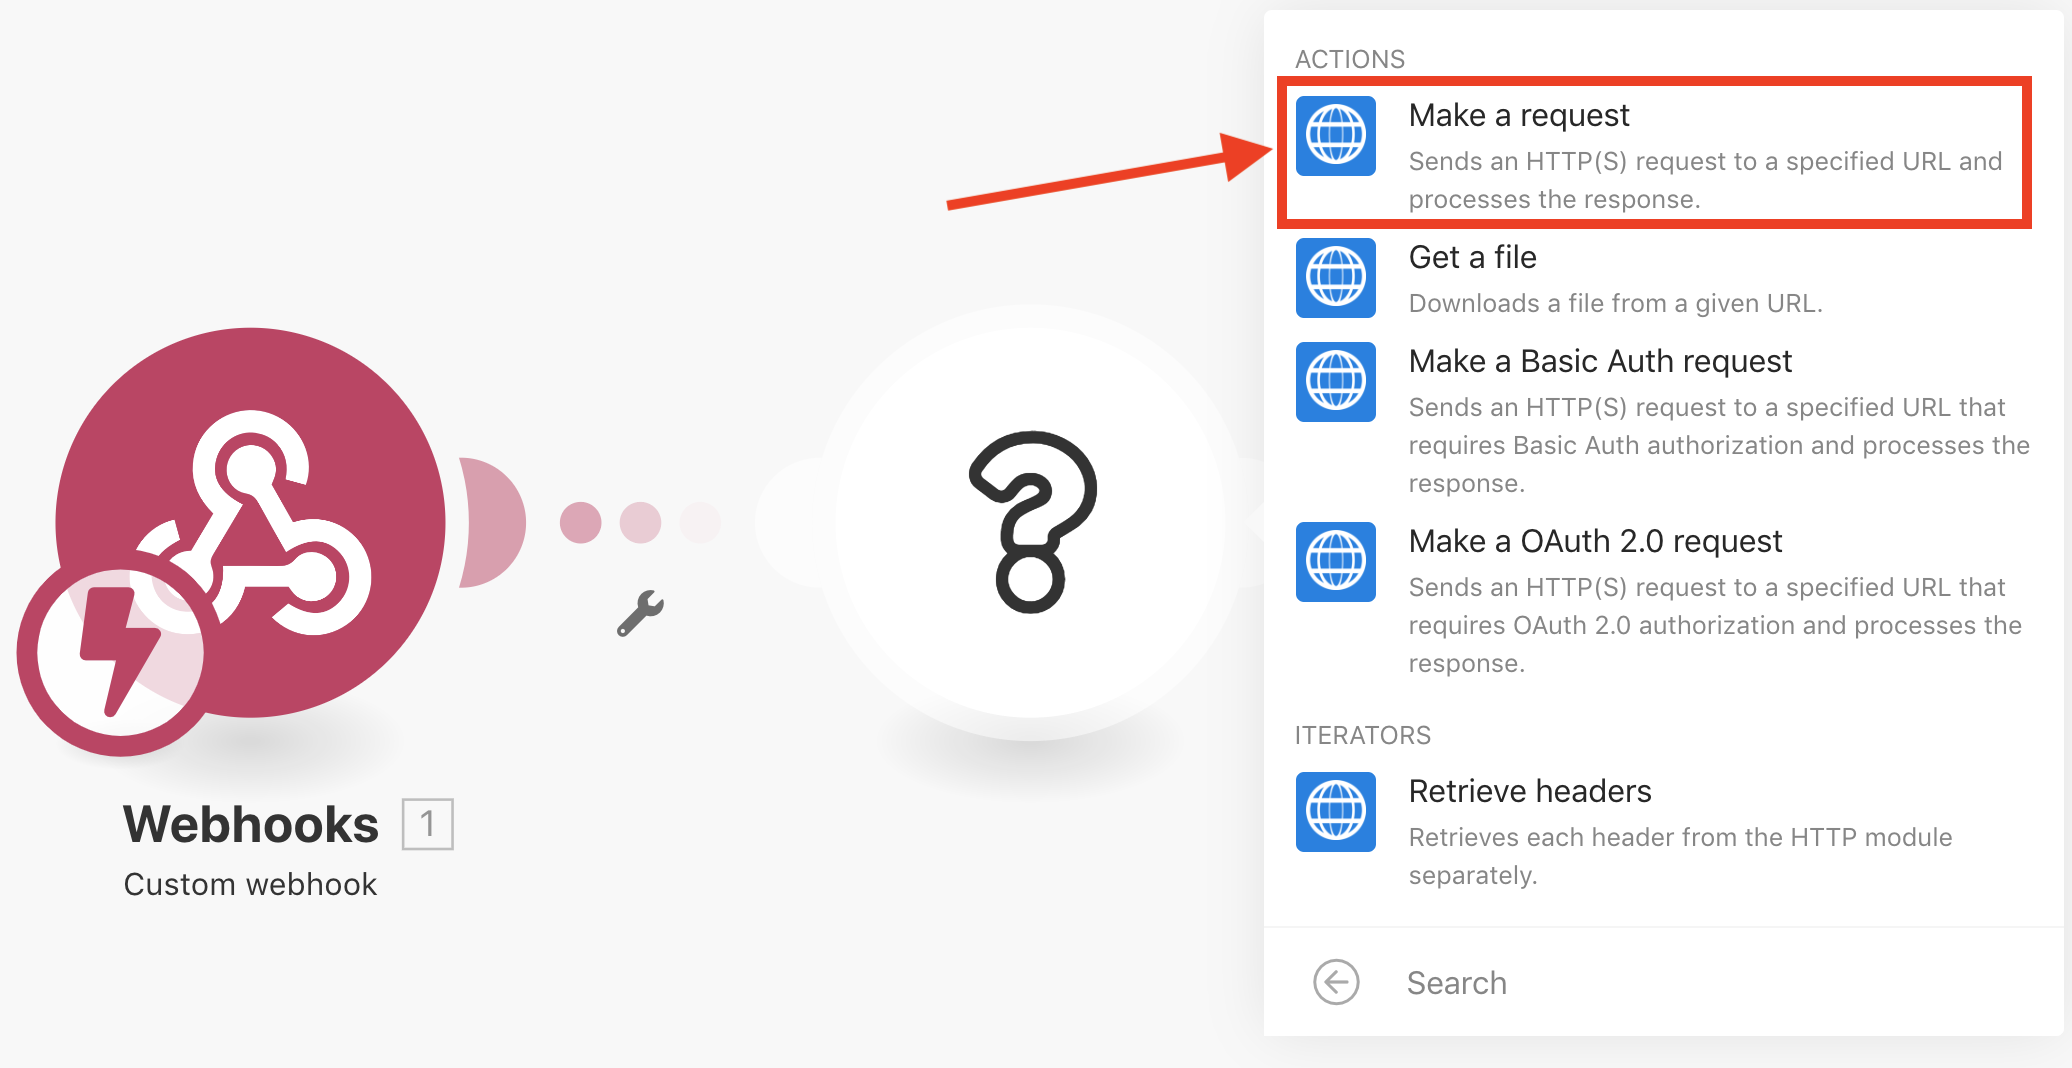 ACTIONS
Make a request
Sends an HTTP(S) request to a specified URL and
processes the response.
Get a file
Downloads a file from a given URL.
Make a Basic Auth request
Sends an HTTP(S) request to a specified URL that
requires Basic Auth authorization and processes the
response.
Make a OAuth 2.0 request
Sends an HTTP(S) request to a specified URL that
requires OAuth 2.0 authorization and processes the
response.
ITERATORS
Retrieve headers
Retrieves each header from the HTTP module
separately.
Search
Webhooks 1
Custom webhook